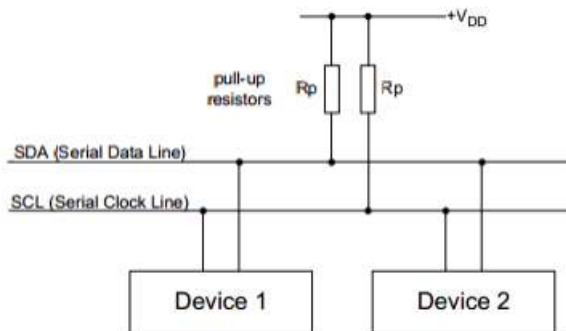 +VDD
pull-up
resistors
Rp
Rp
SDA (Serial Data Line)
SCL (Serial Clock Line)
Device 1
Device 2